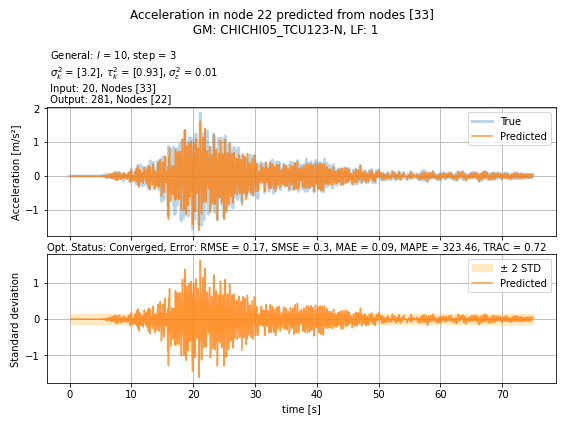 Acceleration in node 22 predicted from nodes [33]
GM: CHICHI05_TCU123-N, LF: 1
General: l = 10, step = 3
σ²ₖ = [3.2], τ²ₖ = [0.93], σ²ε = 0.01
Input: 20, Nodes [33]
Output: 281, Nodes [22]
Acceleration [m/s²]
2
1
0
−1
True
Predicted
Opt. Status: Converged, Error: RMSE = 0.17, SMSE = 0.3, MAE = 0.09, MAPE = 323.46, TRAC = 0.72
Standard deviation
1
0
−1
± 2 STD
Predicted
0 10 20 30 40 50 60 70
time [s]